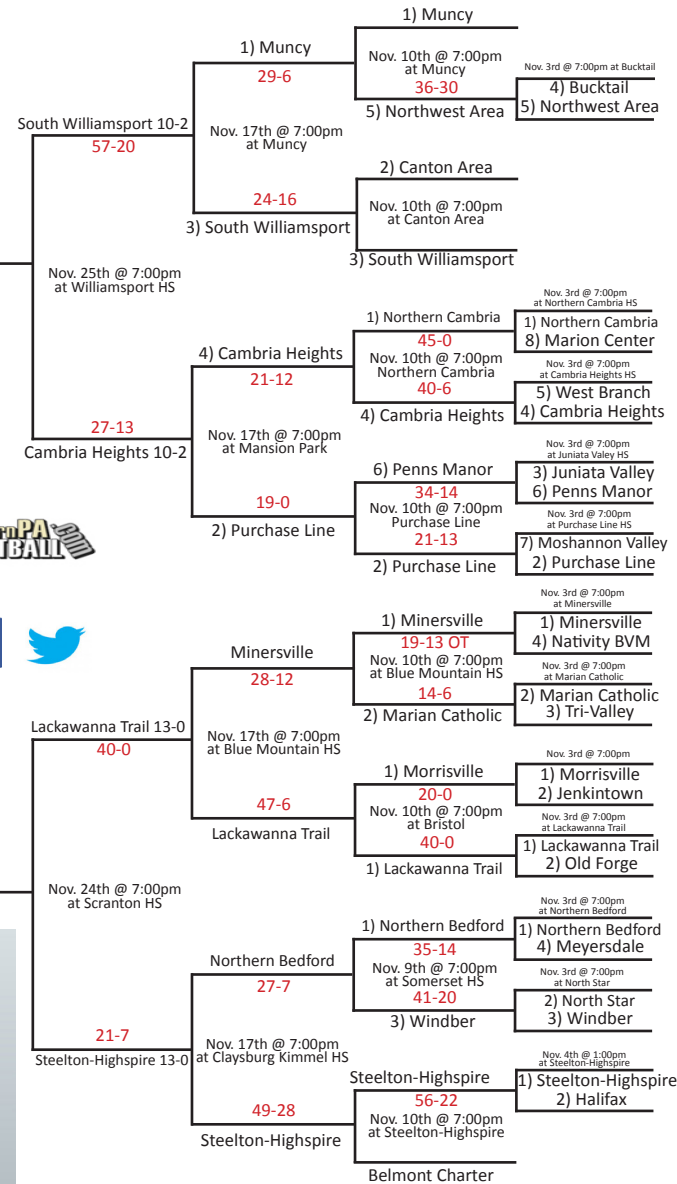 1) Muncy
Nov. 10th @ 7:00pm
at Muncy
36-30
5) Northwest Area
Nov. 3rd @ 7:00pm at Bucktail
4) Bucktail
5) Northwest Area
1) Muncy
29-6
Nov. 17th @ 7:00pm
at Muncy
24-16
3) South Williamsport
2) Canton Area
Nov. 10th @ 7:00pm
at Canton Area
3) South Williamsport
South Williamsport 10-2
57-20
Nov. 25th @ 7:00pm
at Williamsport HS
27-13
Cambria Heights 10-2
4) Cambria Heights
21-12
Nov. 17th @ 7:00pm
at Mansion Park
19-0
2) Purchase Line
1) Northern Cambria
45-0
Nov. 10th @ 7:00pm
Northern Cambria
40-6
4) Cambria Heights
Nov. 3rd @ 7:00pm
at Northern Cambria HS
1) Northern Cambria
8) Marion Center
Nov. 3rd @ 7:00pm
at Cambria Heights HS
5) West Branch
4) Cambria Heights
6) Penns Manor
34-14
Nov. 10th @ 7:00pm
Purchase Line
21-13
2) Purchase Line
Nov. 3rd @ 7:00pm
at Juniata Valey HS
3) Juniata Valley
6) Penns Manor
Nov. 3rd @ 7:00pm
at Purchase Line HS
7) Moshannon Valley
2) Purchase Line
rnPA
TBALL.com
Minersville
28-12
Nov. 17th @ 7:00pm
at Blue Mountain HS
47-6
Lackawanna Trail
1) Minersville
19-13 OT
Nov. 10th @ 7:00pm
at Blue Mountain HS
14-6
2) Marian Catholic
Nov. 3rd @ 7:00pm
at Minersville
1) Minersville
4) Nativity BVM
Nov. 3rd @ 7:00pm
at Marian Catholic
2) Marian Catholic
3) Tri-Valley
Lackawanna Trail 13-0
40-0
Nov. 24th @ 7:00pm
at Scranton HS
21-7
Steelton-Highspire 13-0
1) Morrisville
20-0
Nov. 10th @ 7:00pm
at Bristol
40-0
1) Lackawanna Trail
Nov. 3rd @ 7:00pm
1) Morrisville
2) Jenkintown
Nov. 3rd @ 7:00pm
at Lackawanna Trail
1) Lackawanna Trail
2) Old Forge
Northern Bedford
27-7
Nov. 17th @ 7:00pm
at Claysburg Kimmel HS
49-28
Steelton-Highspire
1) Northern Bedford
35-14
Nov. 9th @ 7:00pm
at Somerset HS
41-20
3) Windber
Nov. 3rd @ 7:00pm
at Northern Bedford
1) Northern Bedford
4) Meyersdale
Nov. 3rd @ 7:00pm
at North Star
2) North Star
3) Windber
Steelton-Highspire
56-22
Nov. 10th @ 7:00pm
at Steelton-Highspire
Belmont Charter
Nov. 4th @ 1:00pm
at Steelton-Highspire
1) Steelton-Highspire
2) Halifax